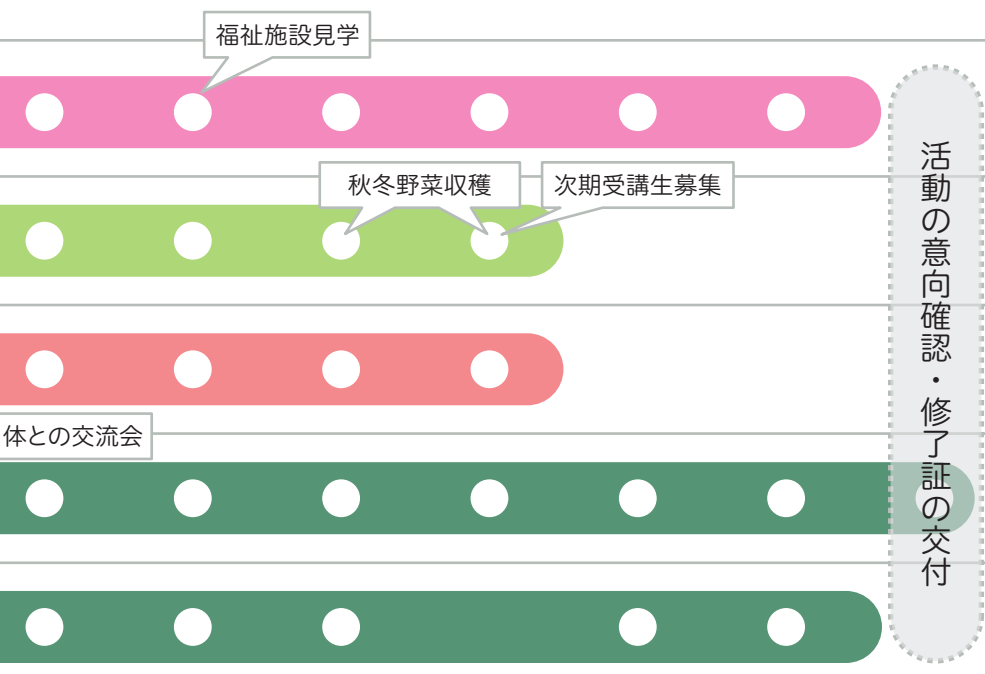 福祉施設見学
秋冬野菜収穫
次期受講生募集
体との交流会
活動の意向確認・修了証の交付